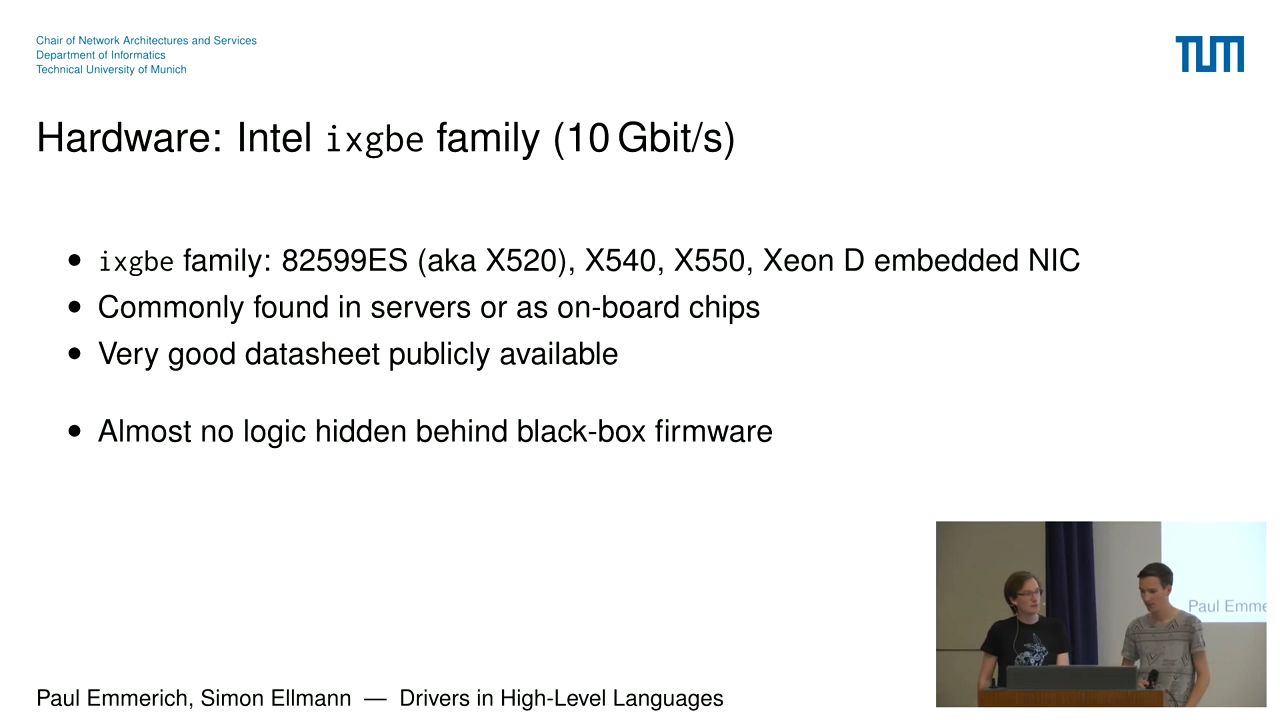 Chair of Network Architectures and Services
Department of Informatics
Technical University of Munich
TUM
Hardware: Intel ixgbe family (10 Gbit/s)
• ixgbe family: 82599ES (aka X520), X540, X550, Xeon D embedded NIC
• Commonly found in servers or as on-board chips
• Very good datasheet publicly available
• Almost no logic hidden behind black-box firmware
Paul Emme
Paul Emmerich, Simon Ellmann — Drivers in High-Level Languages